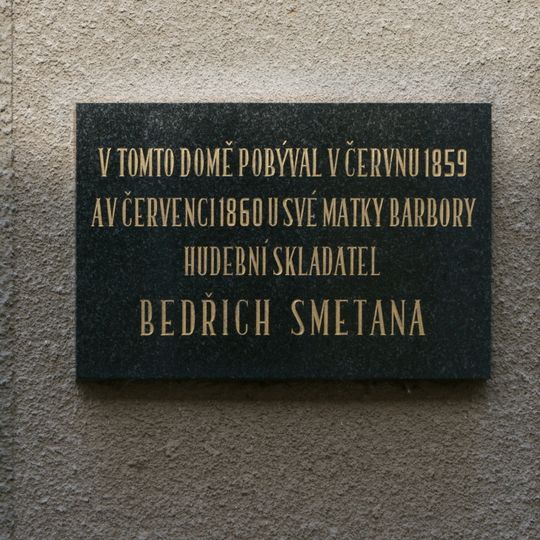 V TOMTO DOMĚ POBÝVAL V ČERVNU 1859
A V ČERVENCI 1860 U SVÉ MATKY BARBORY
HUDEBNÍ SKLADATEL
BEDŘICH SMETANA